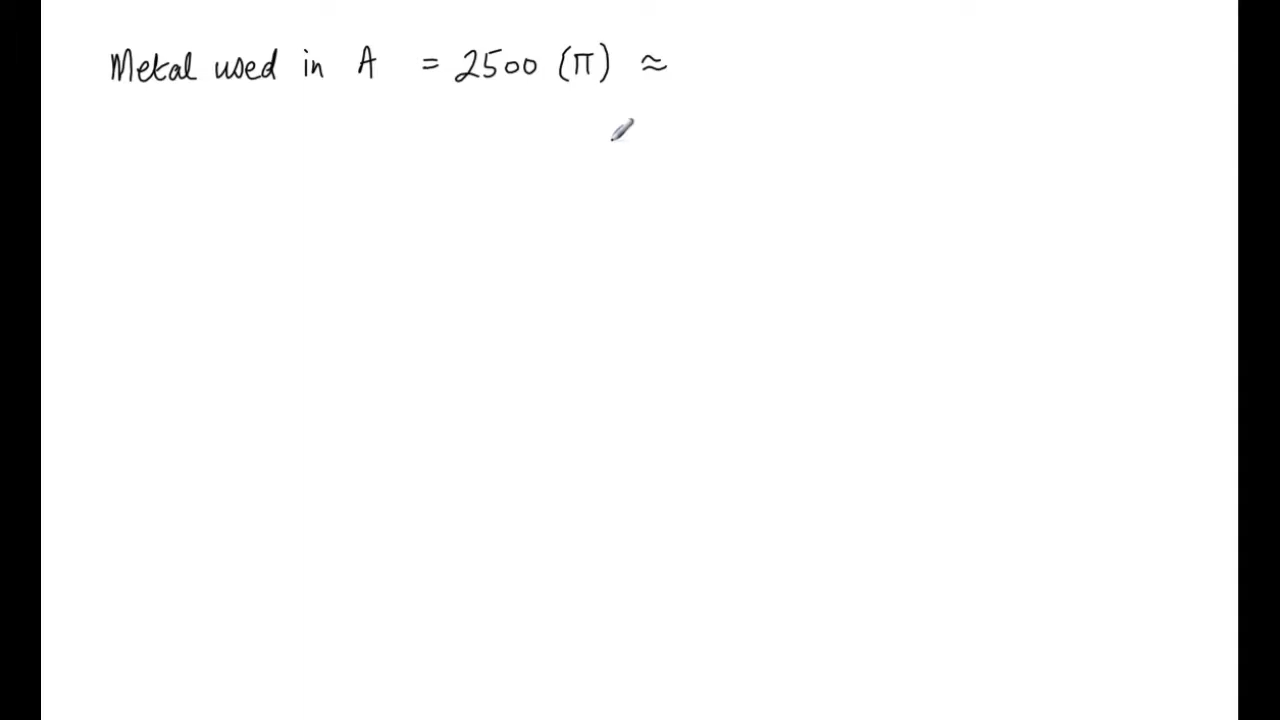 Metal used in A = 2500 (π) ≈